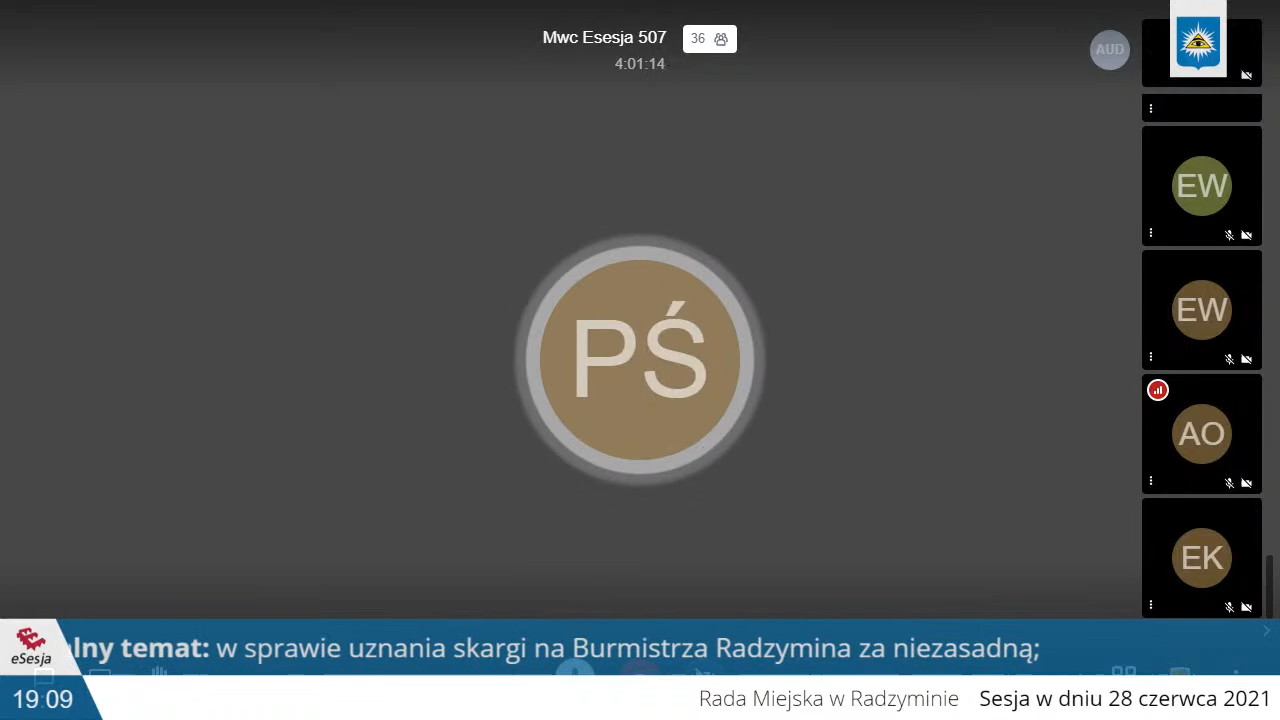 Mwc Esesja 507
36
4:01:14
AUD
EW
EW
AO
EK
PŚ
alny temat: w sprawie uznania skargi na Burmistrza Radzymina za niezasadną;
eSesja
19:09
Rada Miejska w Radzyminie Sesja w dniu 28 czerwca 2021